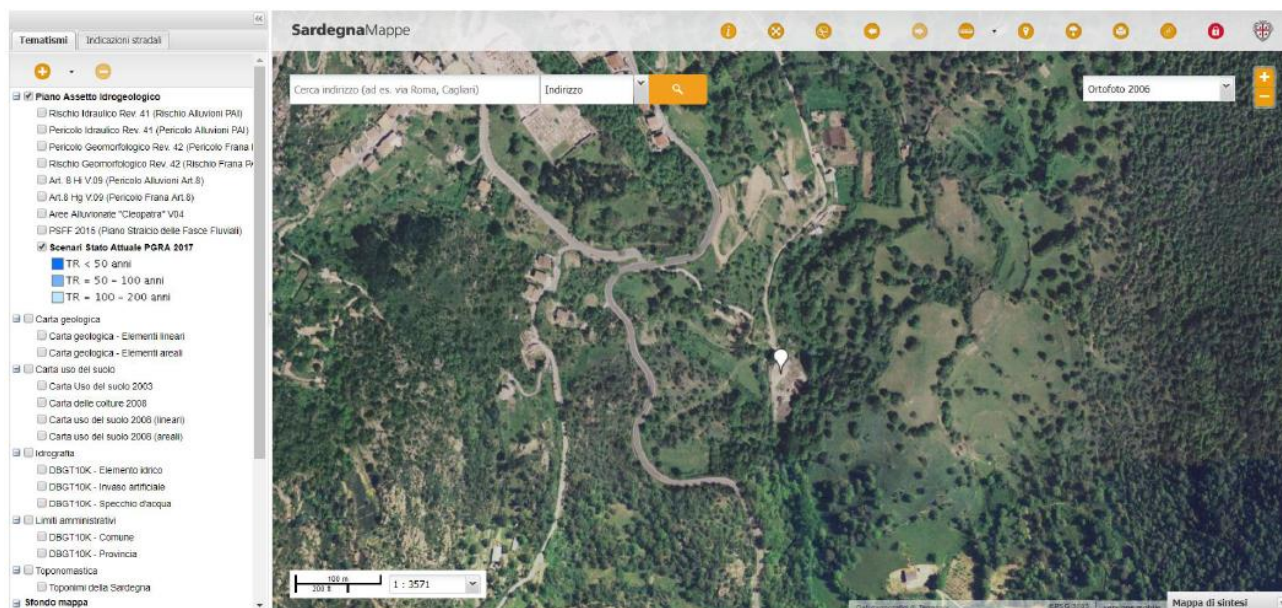 Tematismi
Indicazioni stradali
Piano Assetto Idrogeologico
Rischio Idraulico Rev. 41 (Rischio Alluvioni PAI)
Pericolo Idraulico Rev. 41 (Pericolo Alluvioni PAI)
Pericolo Geomorfologico Rev. 42 (Pericolo Frana
Rischio Geomorfologico Rev. 42 (Rischio Frana
Art. 8 Hi V.09 (Pericolo Alluvioni Art.8)
Art.8 Hg V.09 (Pericolo Frana Art.8)
Aree Alluvionate "Cleopatra" V04
PSFF 2015 (Piano Stralcio delle Fasce Fluviali)
Scenari Stato Attuale PGRA 2017
TR < 50 anni
TR = 50 - 100 anni
TR = 100 - 200 anni
Carta geologica
Carta geologica - Elementi lineari
Carta geologica - Elementi areali
Carta uso del suolo
Carta Uso del suolo 2003
Carta delle colture 2008
Carta uso del suolo 2008 (lineari)
Carta uso del suolo 2008 (areali)
Idrografia
DBGT10K - Elemento idrico
DBGT10K - Invaso artificiale
DBGT10K - Specchio d'acqua
Limiti amministrativi
DBGT10K - Comune
DBGT10K - Provincia
Toponomastica
Toponimi della Sardegna
Sfondo mappa
SardegnaMappe
Cerca indirizzo (ad es. via Roma, Cagliari)
Indirizzo
Ortofoto 2006
100 m
200 ft
1 : 3571
Mappa di sintesi